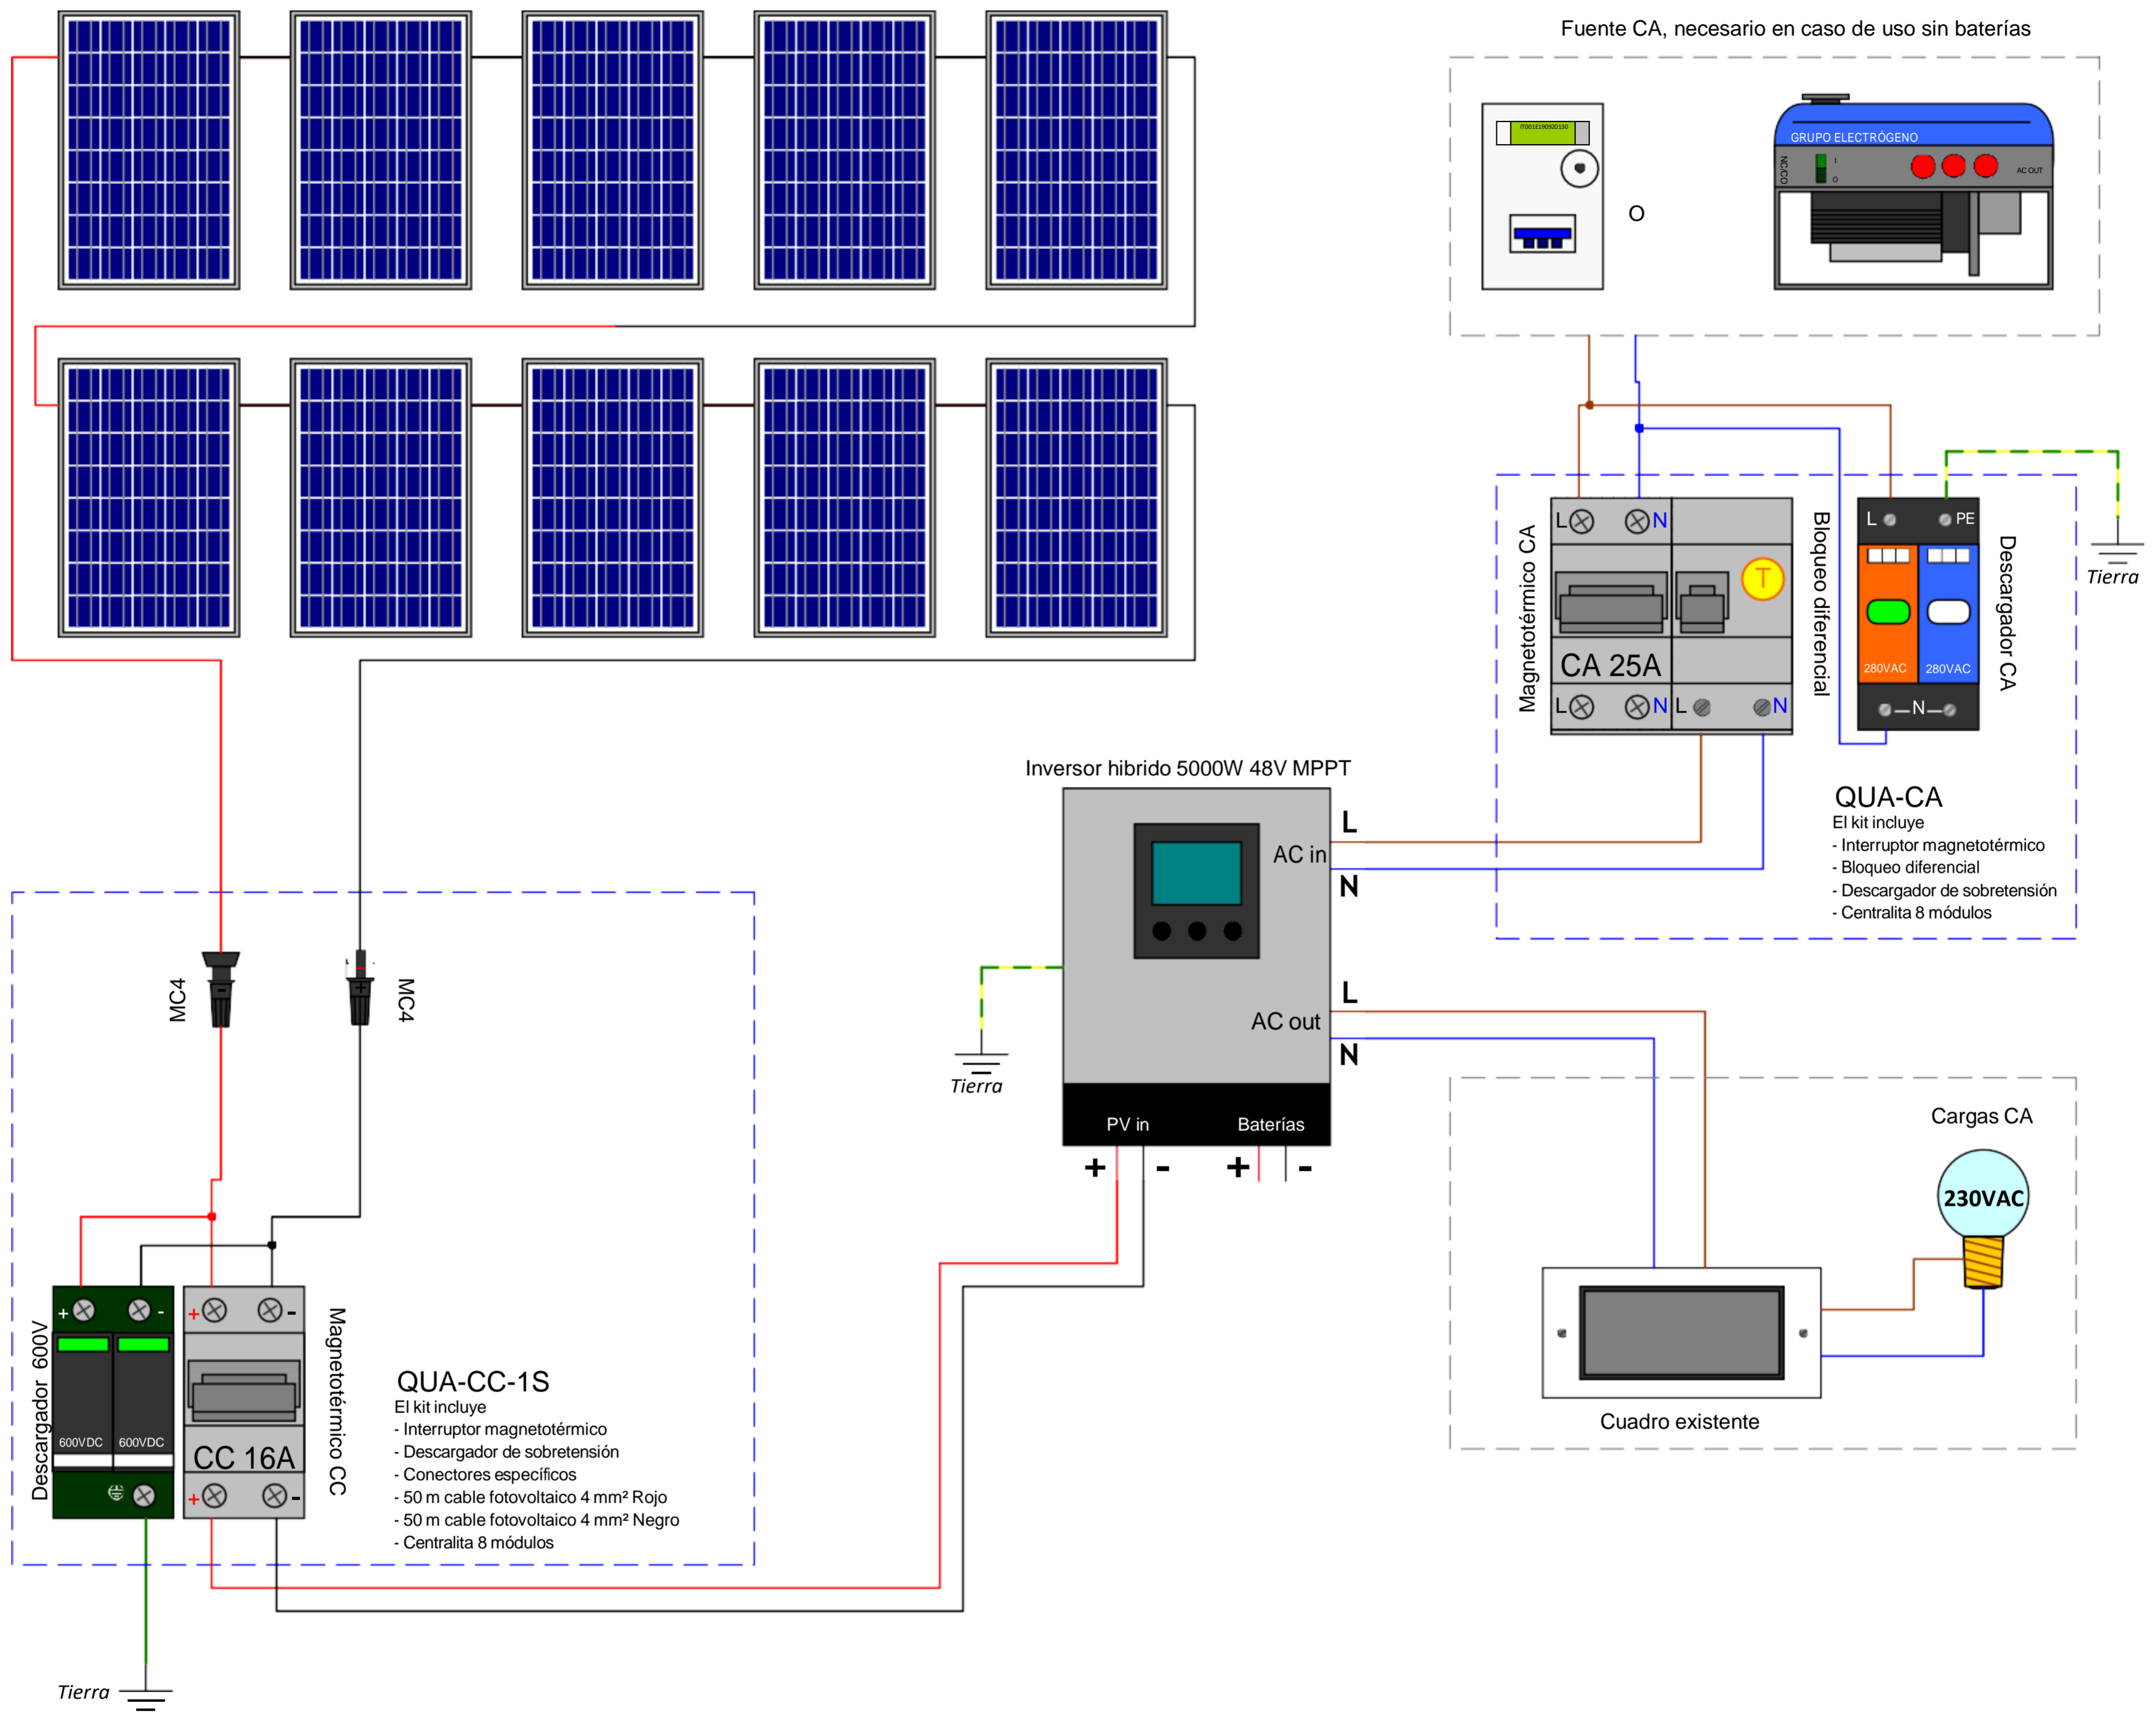 Fuente CA, necesario en caso de uso sin baterías
IT001E190920130
O
GRUPO ELECTRÓGENO
NC.CO
I
O
AC OUT
Magnetotérmico CA
L
N
T
CA 25A
L
N
L
N
Bloqueo diferencial
L
PE
280VAC
280VAC
N
Descargador CA
Tierra
QUA-CA
El kit incluye
- Interruptor magnetotérmico
- Bloqueo diferencial
- Descargador de sobretensión
- Centralita 8 módulos
Inversor hibrido 5000W 48V MPPT
L
AC in
N
L
AC out
N
Tierra
PV in
Baterías
+
-
+
-
Cargas CA
230VAC
Cuadro existente
MC4
-
+
MC4
Descargador 600V
+
-
600VDC
600VDC
+
-
CC 16A
+
-
Magnetotérmico CC
QUA-CC-1S
El kit incluye
- Interruptor magnetotérmico
- Descargador de sobretensión
- Conectores específicos
- 50 m cable fotovoltaico 4 mm² Rojo
- 50 m cable fotovoltaico 4 mm² Negro
- Centralita 8 módulos
Tierra